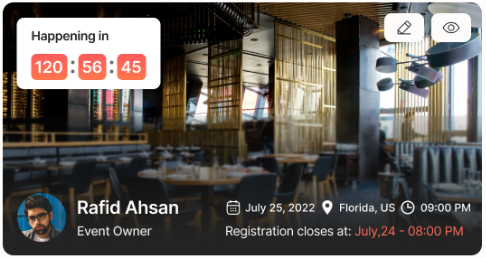 Happening in
120 : 56 : 45
Rafid Ahsan
Event Owner
July 25, 2022 Florida, US 09:00 PM
Registration closes at: July,24 - 08:00 PM